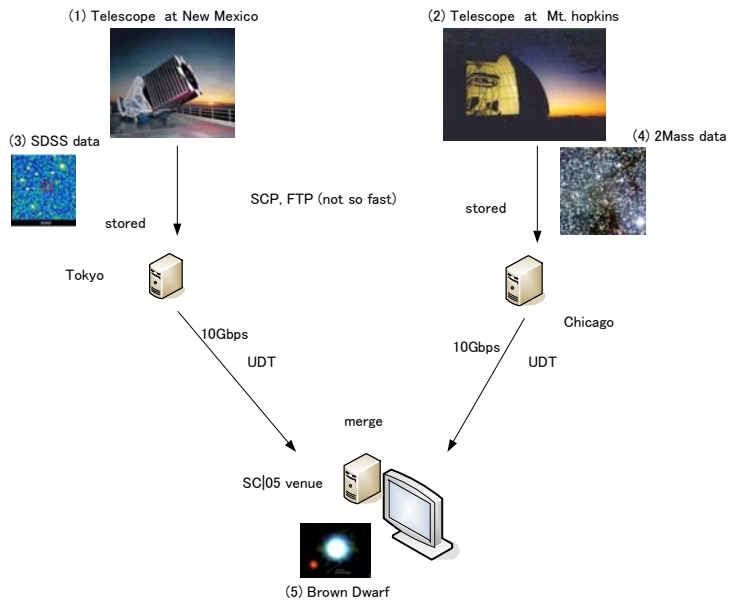 (1) Telescope at New Mexico
(2) Telescope at Mt. hopkins
(3) SDSS data
(4) 2Mass data
SCP, FTP (not so fast)
stored
stored
Tokyo
Chicago
10Gbps
UDT
10Gbps
UDT
merge
SC|05 venue
(5) Brown Dwarf